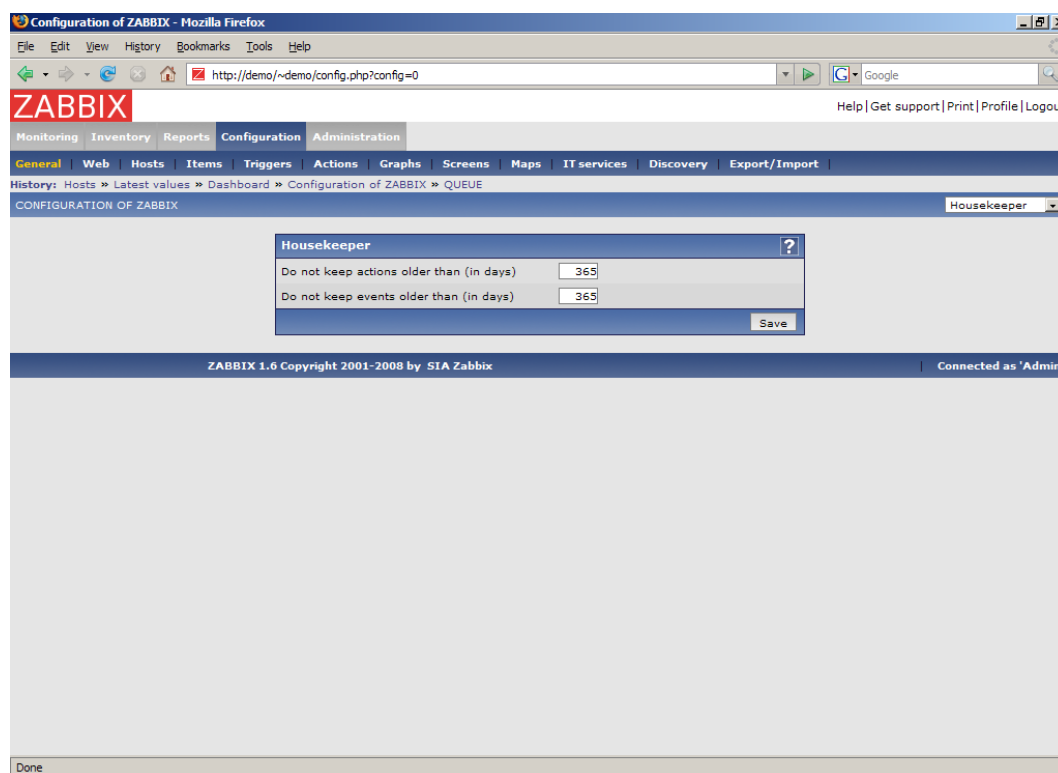 Configuration of ZABBIX - Mozilla Firefox
File Edit View History Bookmarks Tools Help
http://demo/~demo/config.php?config=0 G Google
ZABBIX Help | Get support | Print | Profile | Logou
Monitoring Inventory Reports Configuration Administration
General | Web | Hosts | Items | Triggers | Actions | Graphs | Screens | Maps | IT services | Discovery | Export/Import |
History: Hosts » Latest values » Dashboard » Configuration of ZABBIX » QUEUE
CONFIGURATION OF ZABBIX Housekeeper
Housekeeper ?
Do not keep actions older than (in days) 365
Do not keep events older than (in days) 365
Save
ZABBIX 1.6 Copyright 2001-2008 by SIA Zabbix | Connected as 'Admin
Done